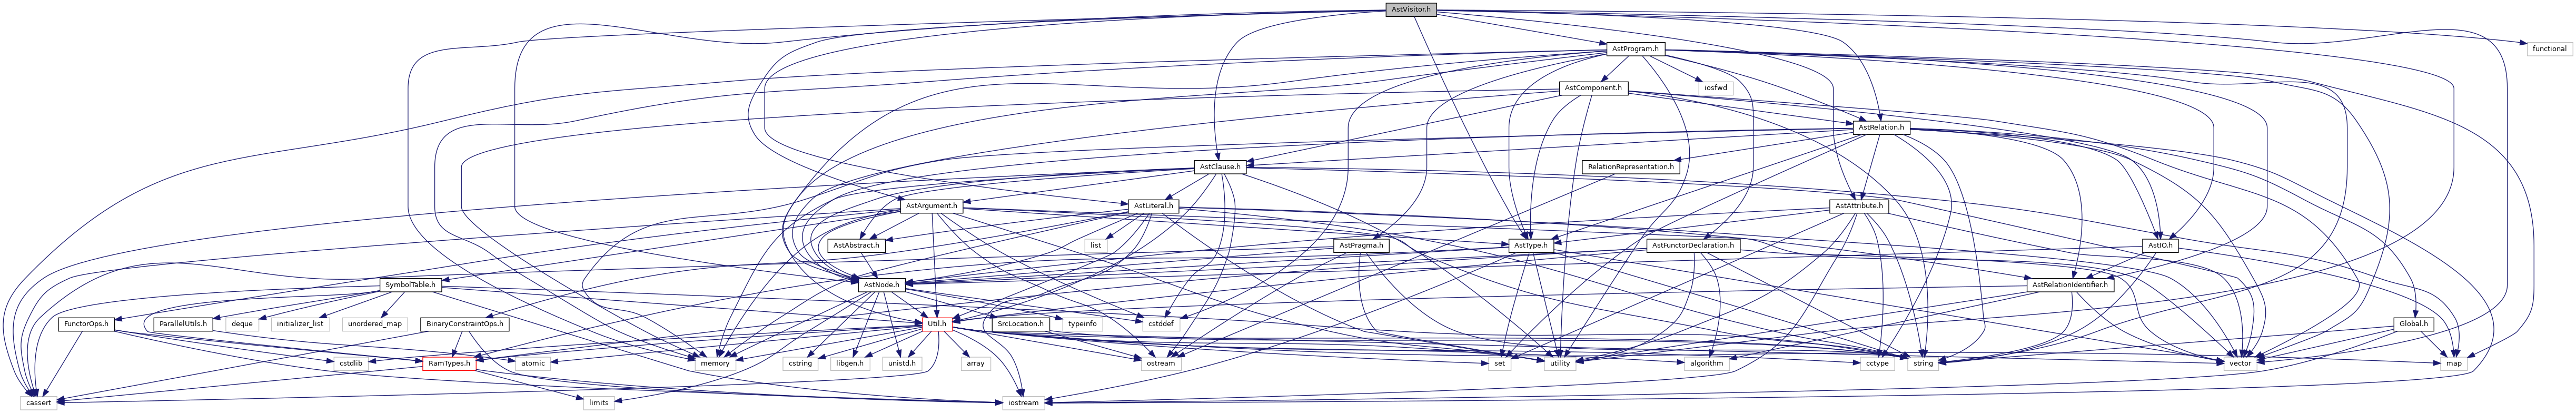 AstVisitor.h
AstProgram.h
functional
AstComponent.h
iosfwd
AstRelation.h
AstClause.h
RelationRepresentation.h
AstArgument.h
AstLiteral.h
AstAttribute.h
AstAbstract.h
list
AstPragma.h
AstType.h
AstFunctorDeclaration.h
AstIO.h
SymbolTable.h
AstNode.h
AstRelationIdentifier.h
FunctorOps.h
ParallelUtils.h
deque
initializer_list
unordered_map
BinaryConstraintOps.h
Util.h
SrcLocation.h
typeinfo
cstddef
Global.h
cstdlib
RamTypes.h
atomic
memory
cstring
libgen.h
unistd.h
array
ostream
set
utility
algorithm
cctype
string
vector
map
cassert
limits
iostream